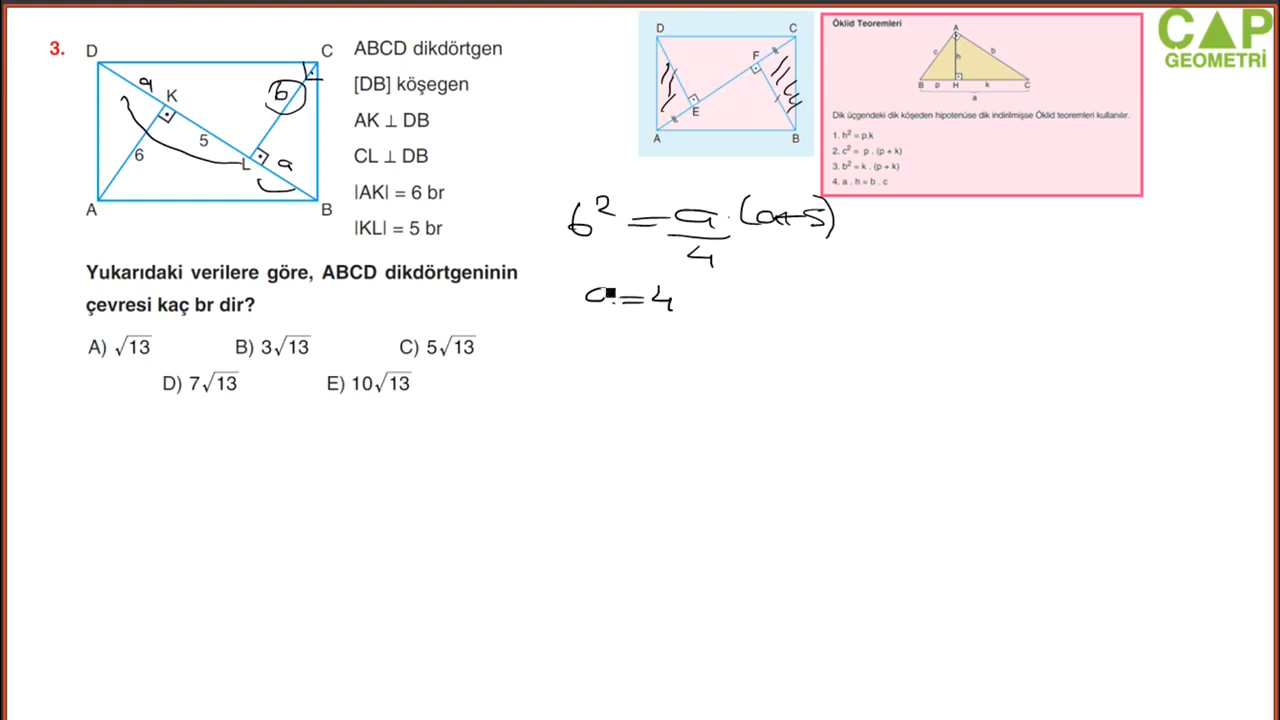 3.
ABCD dikdörtgen
[DB] köşegen
AK ⊥ DB
CL ⊥ DB
|AK| = 6 br
|KL| = 5 br
D
C
a
K
6
5
L
a
6
A
B
Yukarıdaki verilere göre, ABCD dikdörtgeninin
çevresi kaç br dir?
A) √13 B) 3√13 C) 5√13
D) 7√13 E) 10√13
D
C
F
E
A
B
Öklid Teoremleri
A
c
b
h
B p H k C
a
Dik üçgendeki dik köşeden hipotenüse dik indirilmişse Öklid teoremleri kullanılır.
1. h² = p.k
2. c² = p . (p + k)
3. b² = k . (p + k)
4. a . h = b . c
ÇAP
GEOMETRİ
6² = a . (a+5)
4
a = 4